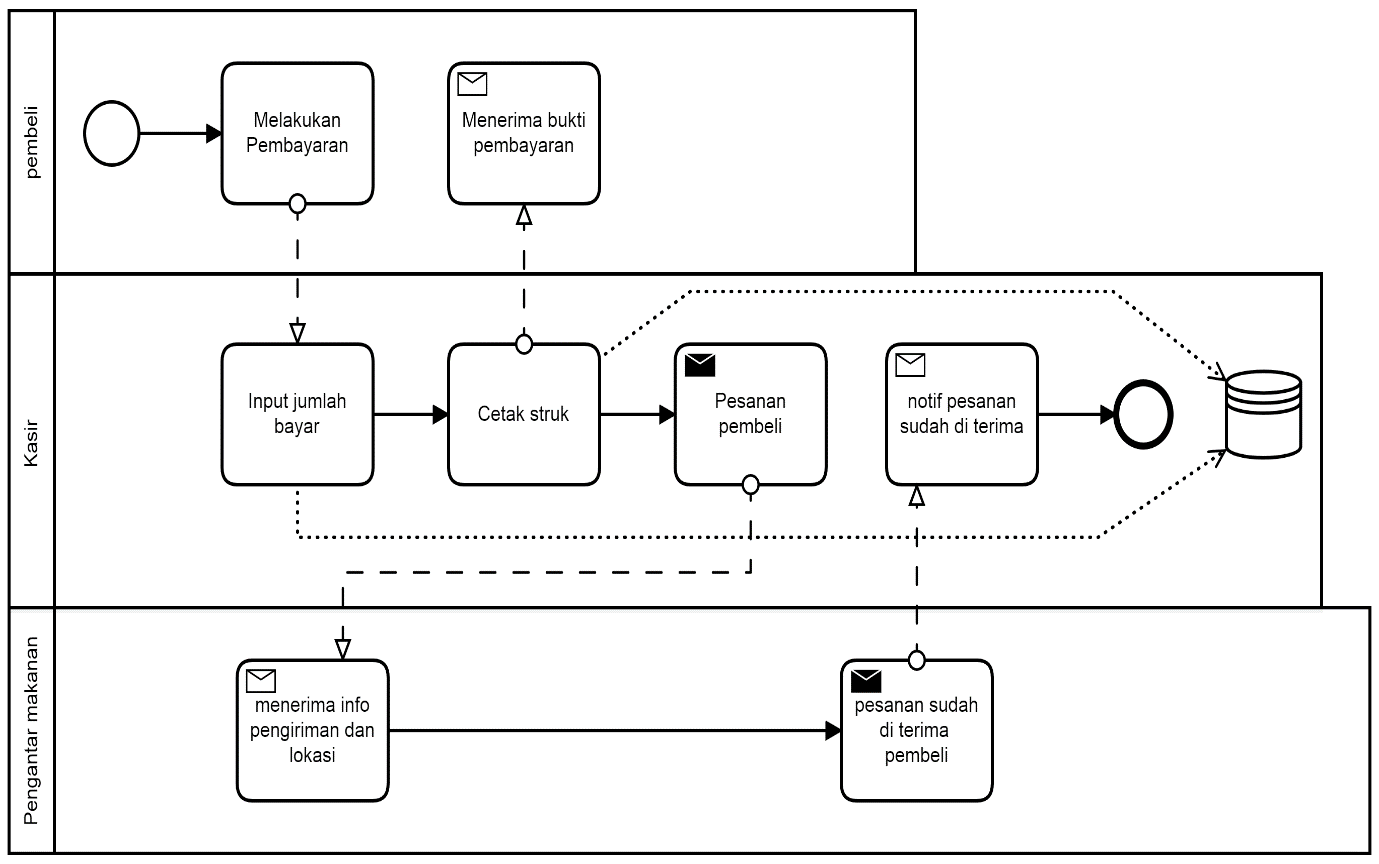 pembeli
Melakukan
Pembayaran
Menerima bukti
pembayaran
Kasir
Input jumlah
bayar
Cetak struk
Pesanan
pembeli
notif pesanan
sudah di terima
Pengantar makanan
menerima info
pengiriman dan
lokasi
pesanan sudah
di terima
pembeli